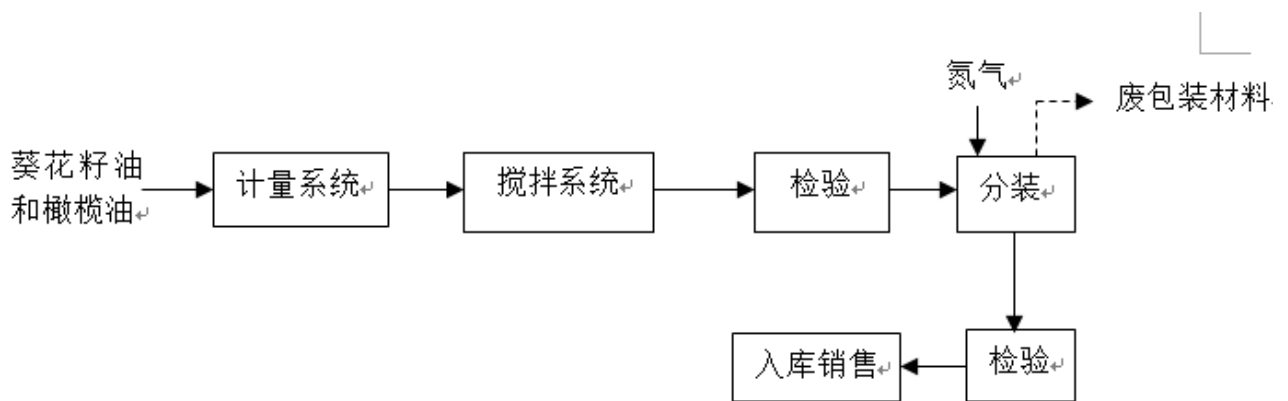 氮气
废包装材料
葵花籽油
和橄榄油
计量系统
搅拌系统
检验
分装
入库销售
检验